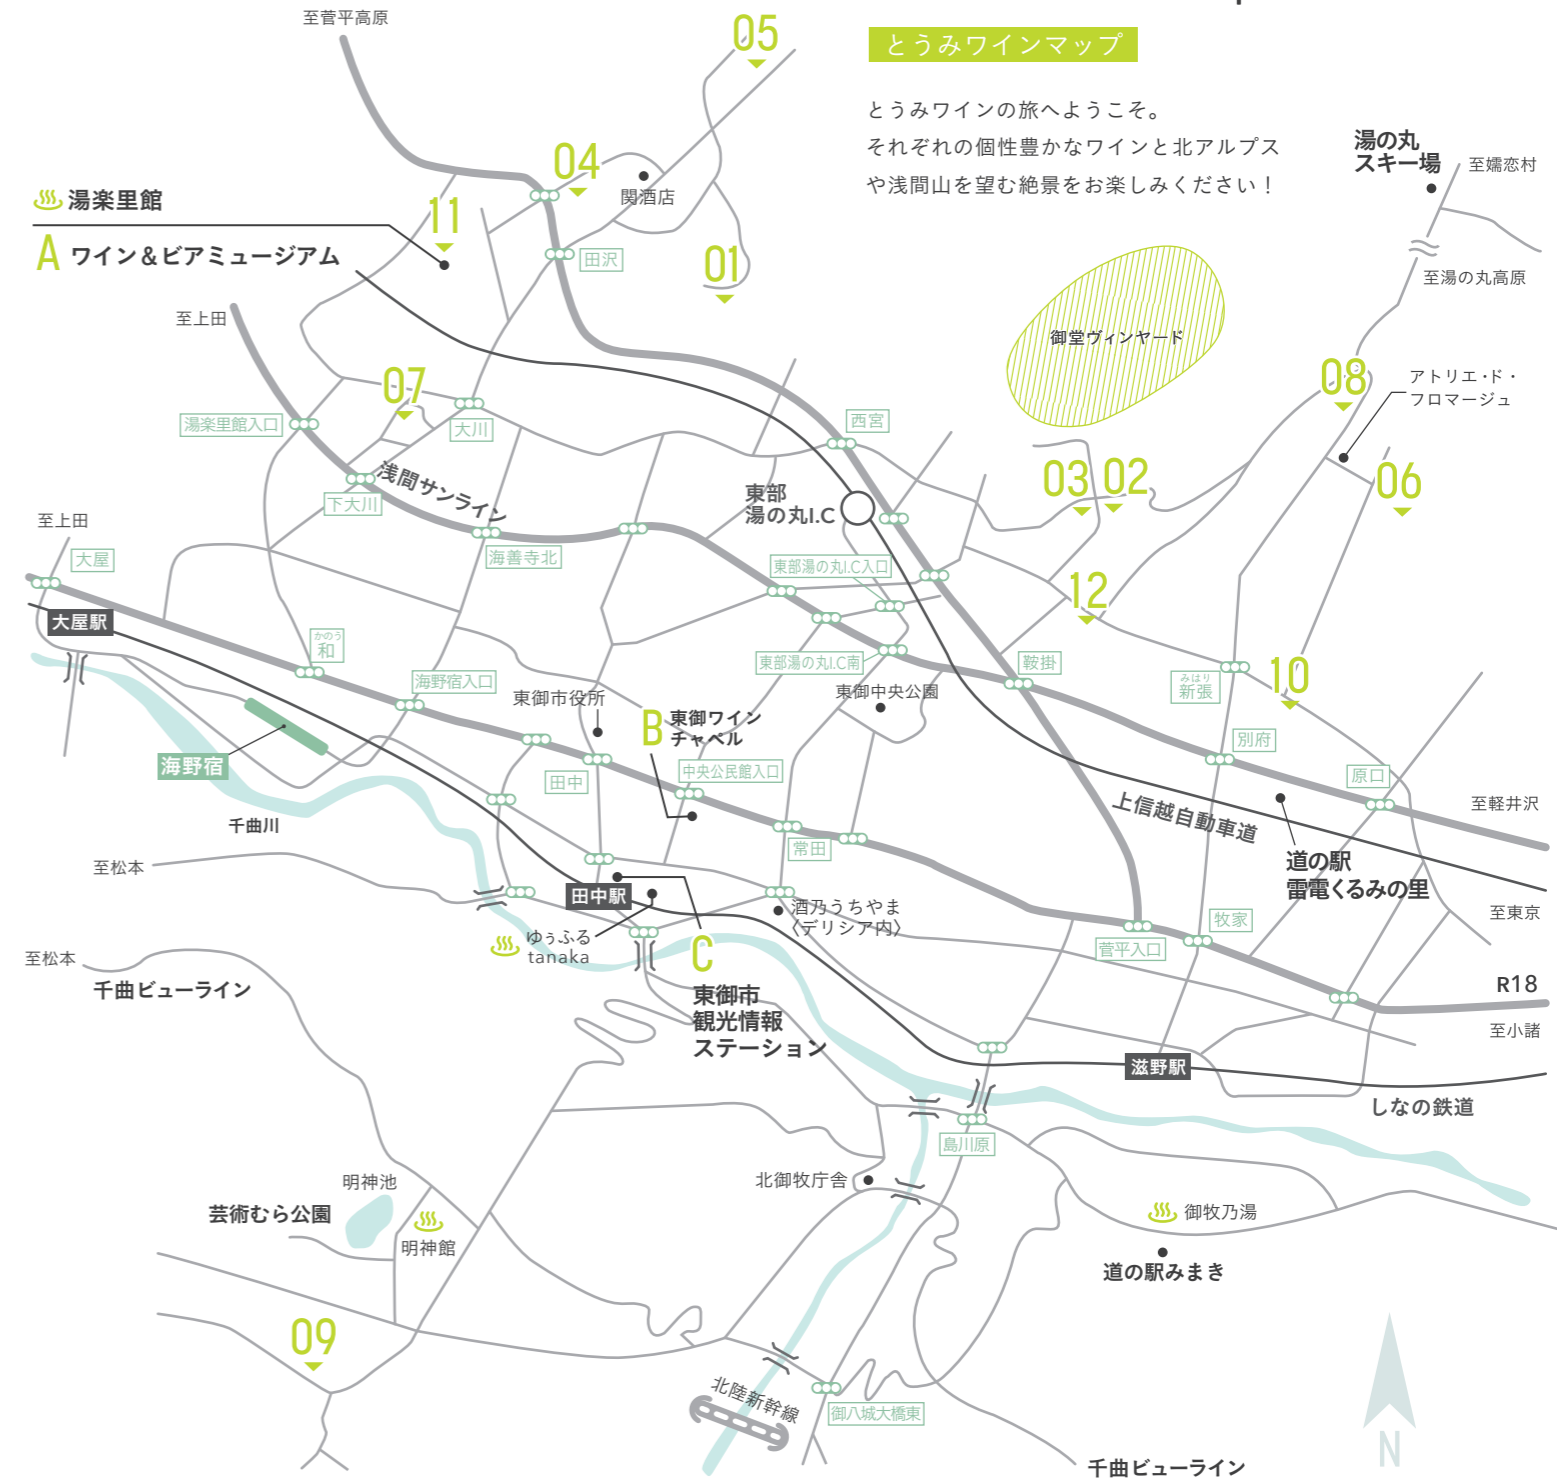 至菅平高原
05
とうみワインマップ
とうみワインの旅へようこそ。
それぞれの個性豊かなワインと北アルプス
や浅間山を望む絶景をお楽しみください！
湯の丸
スキー場
至嬬恋村
至湯の丸高原
04
関酒店
湯楽里館
11
A ワイン＆ビアミュージアム
田沢
01
至上田
御堂ヴィンヤード
07
08
アトリエ・ド・
フロマージュ
湯楽里館入口
大川
西宮
浅間サンライン
下大川
東部
湯の丸I.C
03
02
06
至上田
大屋
海善寺北
東部湯の丸I.C入口
12
大屋駅
かのう
和
海野宿入口
東部湯の丸I.C南
鞍掛
みはり
新張
10
東御市役所
東御中央公園
B 東御ワイン
チャペル
海野宿
田中
中央公民館入口
別府
原口
至軽井沢
上信越自動車道
千曲川
常田
道の駅
雷電くるみの里
至松本
田中駅
酒乃うちやま
〈デリシア内〉
至東京
ゆぅふる
tanaka
C
東御市
観光情報
ステーション
菅平入口
牧家
至松本
千曲ビューライン
R18
至小諸
滋野駅
しなの鉄道
島川原
北御牧庁舎
明神池
芸術むら公園
明神館
御牧乃湯
道の駅みまき
09
北陸新幹線
御八城大橋東
千曲ビューライン
N